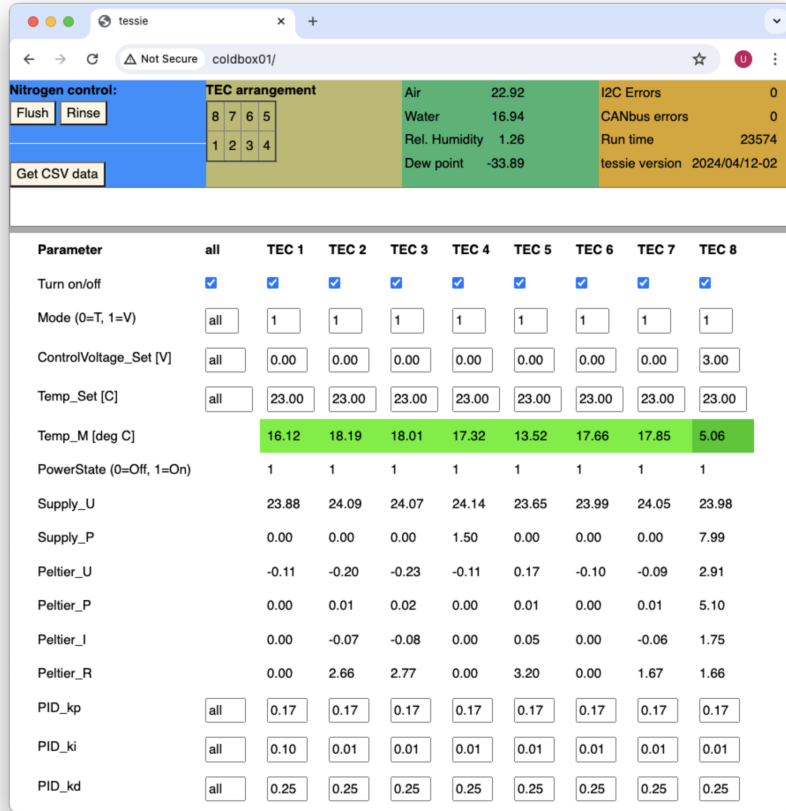 tessie
Not Secure coldbox01/
U
Nitrogen control:
Flush Rinse
Get CSV data
TEC arrangement
8 7 6 5
1 2 3 4
Air 22.92
Water 16.94
Rel. Humidity 1.26
Dew point -33.89
I2C Errors 0
CANbus errors 0
Run time 23574
tessie version 2024/04/12-02
Parameter all TEC 1 TEC 2 TEC 3 TEC 4 TEC 5 TEC 6 TEC 7 TEC 8
Turn on/off
Mode (0=T, 1=V) all 1 1 1 1 1 1 1 1
ControlVoltage_Set [V] all 0.00 0.00 0.00 0.00 0.00 0.00 0.00 3.00
Temp_Set [C] all 23.00 23.00 23.00 23.00 23.00 23.00 23.00 23.00
Temp_M [deg C] 16.12 18.19 18.01 17.32 13.52 17.66 17.85 5.06
PowerState (0=Off, 1=On) 1 1 1 1 1 1 1 1
Supply_U 23.88 24.09 24.07 24.14 23.65 23.99 24.05 23.98
Supply_P 0.00 0.00 0.00 1.50 0.00 0.00 0.00 7.99
Peltier_U -0.11 -0.20 -0.23 -0.11 0.17 -0.10 -0.09 2.91
Peltier_P 0.00 0.01 0.02 0.00 0.01 0.00 0.01 5.10
Peltier_I 0.00 -0.07 -0.08 0.00 0.05 0.00 -0.06 1.75
Peltier_R 0.00 2.66 2.77 0.00 3.20 0.00 1.67 1.66
PID_kp all 0.17 0.17 0.17 0.17 0.17 0.17 0.17 0.17
PID_ki all 0.10 0.01 0.01 0.01 0.01 0.01 0.01 0.01
PID_kd all 0.25 0.25 0.25 0.25 0.25 0.25 0.25 0.25